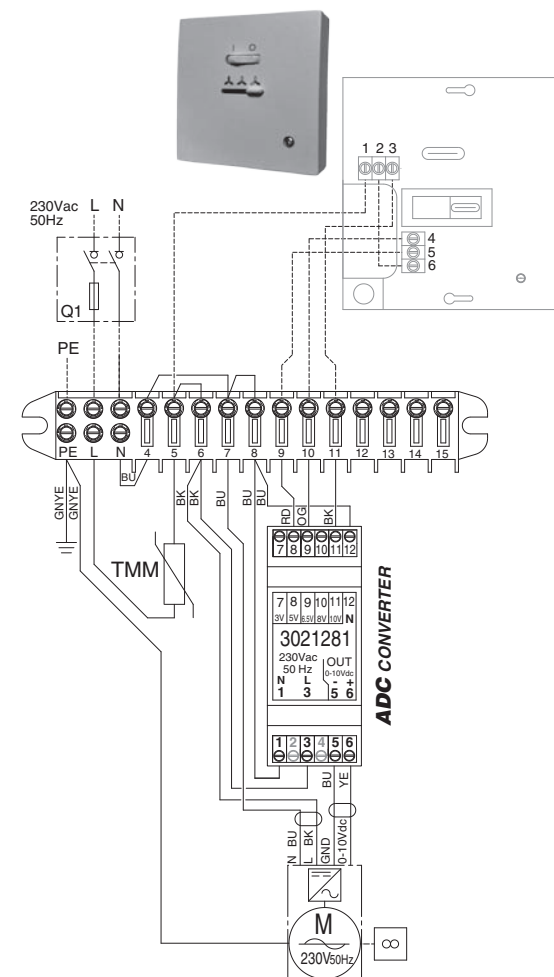 I O
1 2 3
230Vac L N
50Hz
4
5
6
Q1
PE
PE L N 4 5 6 7 8 9 10 11 12 13 14 15
BU
GNYE
GNYE
BK
BK
BU
BU
BU
RD
OG
BK
TMM
7 8 9 10 11 12
7 8 9 10 11 12
3V 5V 6.5V 8V 10V N
3021281
230Vac OUT
50 Hz 0-10Vdc
N L - +
1 3 5 6
ADC CONVERTER
1 2 3 4 5 6
BU
YE
N BU
L BK
GND
0-10Vdc
M
230V50Hz
8